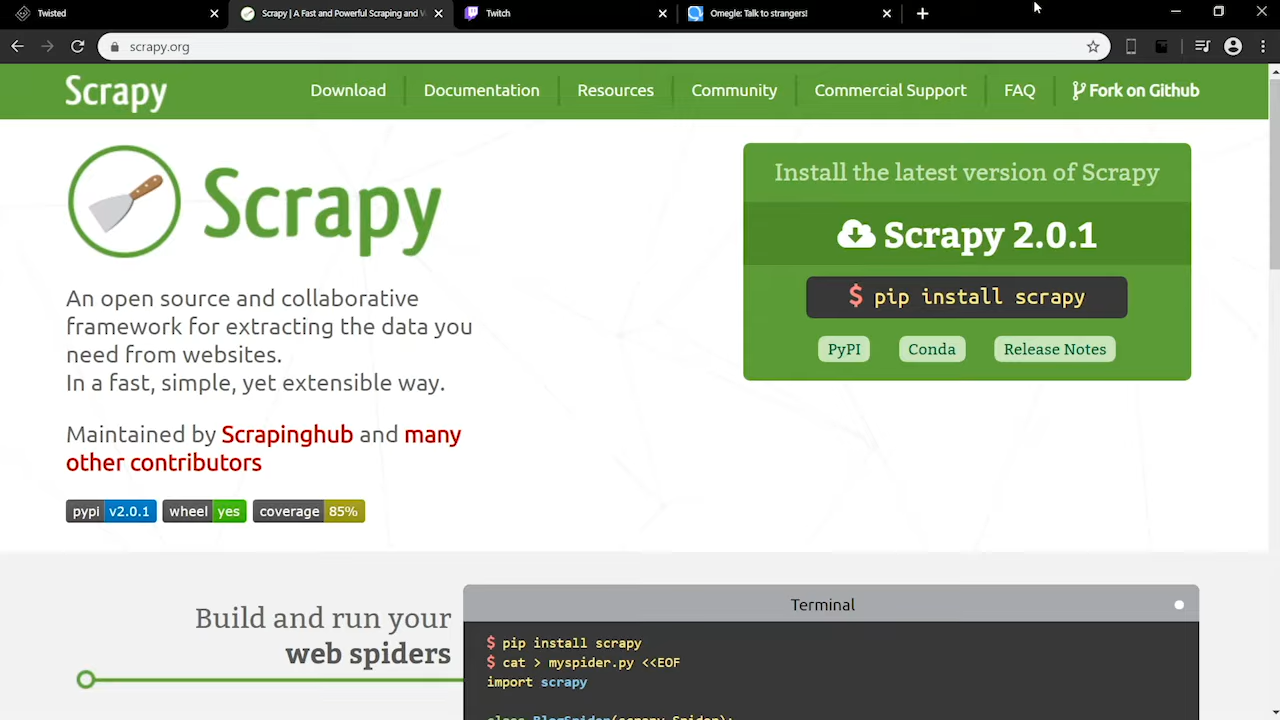 Twisted
Scrapy | A Fast and Powerful Scraping and
Twitch
Omegle: Talk to strangers!
scrapy.org
Scrapy
Download
Documentation
Resources
Community
Commercial Support
FAQ
Fork on Github
Scrapy
An open source and collaborative
framework for extracting the data you
need from websites.
In a fast, simple, yet extensible way.
Maintained by Scrapinghub and many
other contributors
pypi v2.0.1
wheel yes
coverage 85%
Install the latest version of Scrapy
Scrapy 2.0.1
$ pip install scrapy
PyPI
Conda
Release Notes
Build and run your
web spiders
Terminal
$ pip install scrapy
$ cat > myspider.py <<EOF
import scrapy
class BlogSpider(scrapy.Spider):